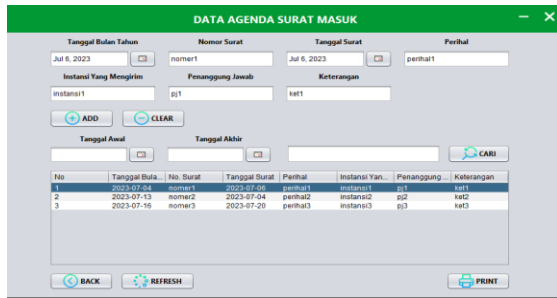 DATA AGENDA SURAT MASUK
Tanggal Bulan Tahun Nomor Surat Tanggal Surat Perihal
Jul 6, 2023 nomer1 Jul 6, 2023 perihal1
Instansi Yang Mengirim Penanggung Jawab Keterangan
instansi1 pj1 ket1
ADD CLEAR
Tanggal Awal Tanggal Akhir
CARI
No Tanggal Bula... No. Surat Tanggal Surat Perihal Instansi Yan... Penanggung ... Keterangan
1 2023-07-04 nomer1 2023-07-06 perihal1 instansi1 pj1 ket1
2 2023-07-13 nomer2 2023-07-04 perihal2 instansi2 pj2 ket2
3 2023-07-16 nomer3 2023-07-20 perihal3 instansi3 pj3 ket3
BACK REFRESH PRINT